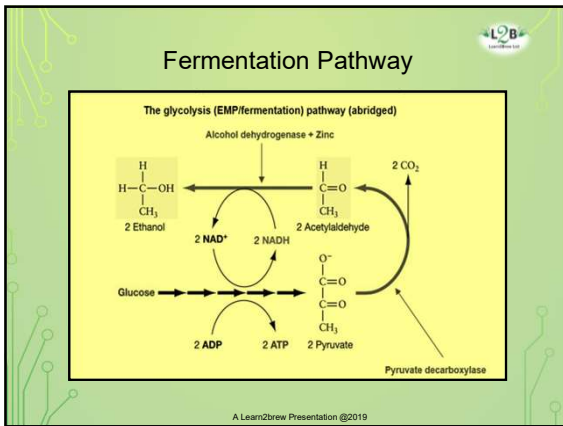 L2B
Learn2Brew Ltd
Fermentation Pathway
The glycolysis (EMP/fermentation) pathway (abridged)
Alcohol dehydrogenase + Zinc
H
H–C–OH
CH₃
2 Ethanol
H
C=O
CH₃
2 Acetylaldehyde
2 CO₂
2 NAD⁺
2 NADH
Glucose
O⁻
C=O
C=O
CH₃
2 Pyruvate
2 ADP
2 ATP
Pyruvate decarboxylase
A Learn2brew Presentation @2019